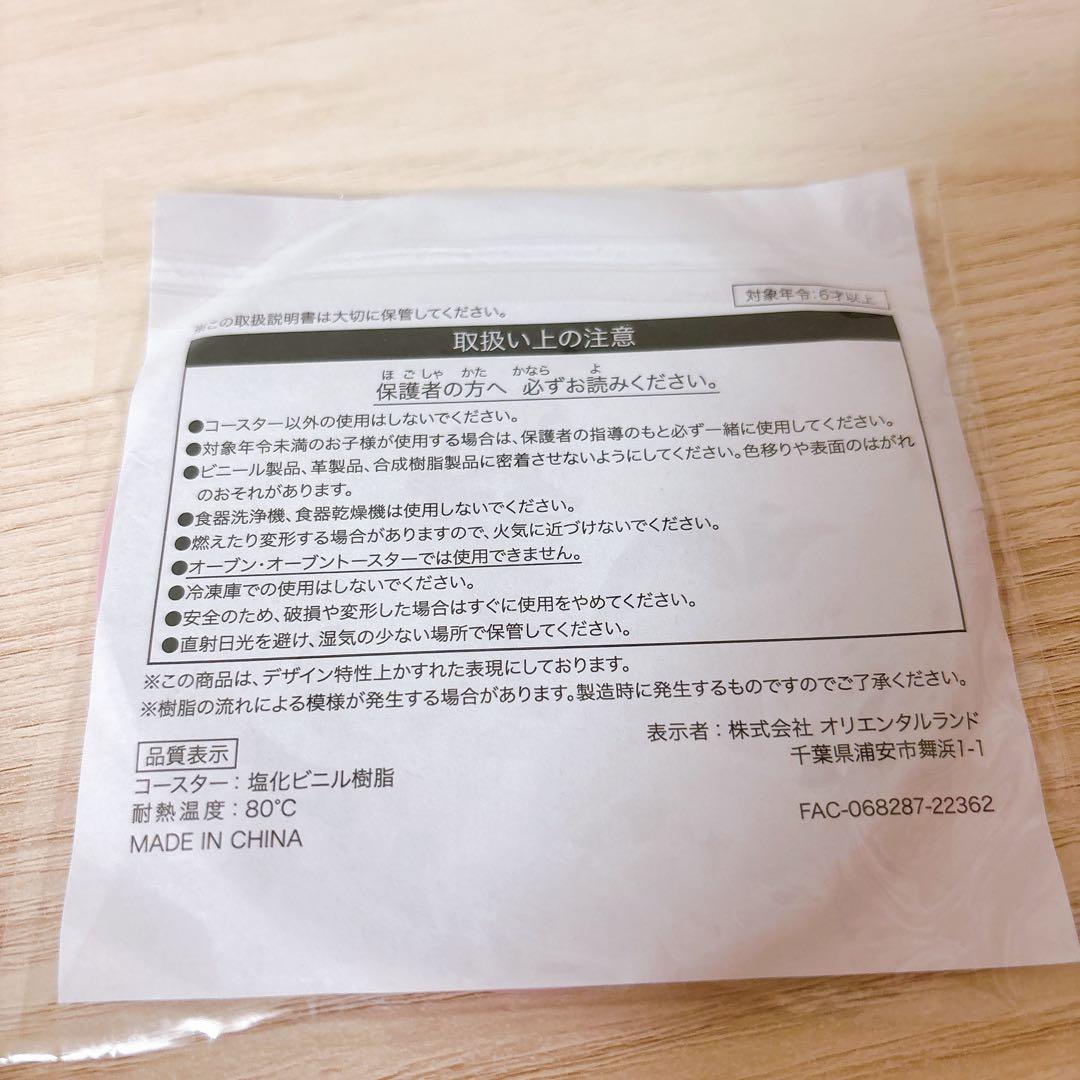 対象年令:6才以上
※この取扱説明書は大切に保管してください。
取扱い上の注意
ほごしゃ かた かなら よ
保護者の方へ 必ずお読みください。
●コースター以外の使用はしないでください。
●対象年令未満のお子様が使用する場合は、保護者の指導のもと必ず一緒に使用してください。
●ビニール製品、革製品、合成樹脂製品に密着させないようにしてください。色移りや表面のはがれ
のおそれがあります。
●食器洗浄機、食器乾燥機は使用しないでください。
●燃えたり変形する場合がありますので、火気に近づけないでください。
●オーブン・オーブントースターでは使用できません。
●冷凍庫での使用はしないでください。
●安全のため、破損や変形した場合はすぐに使用をやめてください。
●直射日光を避け、湿気の少ない場所で保管してください。
※この商品は、デザイン特性上かすれた表現にしております。
※樹脂の流れによる模様が発生する場合があります。製造時に発生するものですのでご了承ください。
表示者:株式会社 オリエンタルランド
千葉県浦安市舞浜1-1
品質表示
コースター:塩化ビニル樹脂
耐熱温度:80℃
MADE IN CHINA
FAC-068287-22362